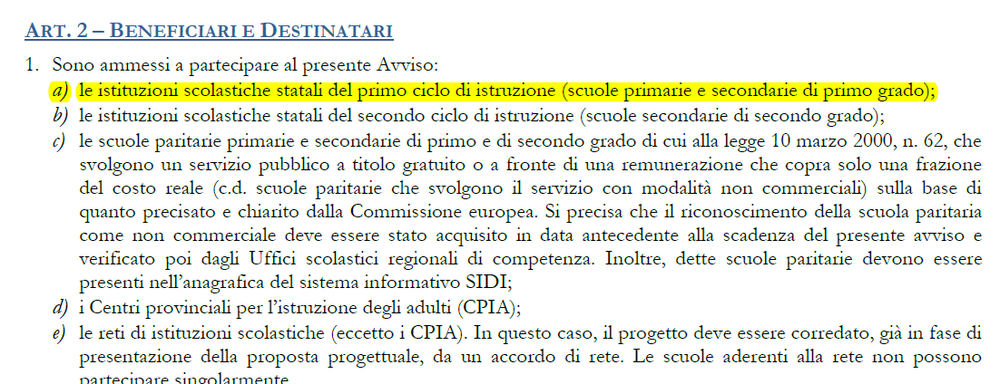 ART. 2 – BENEFICIARI E DESTINATARI
1. Sono ammessi a partecipare al presente Avviso:
a) le istituzioni scolastiche statali del primo ciclo di istruzione (scuole primarie e secondarie di primo grado);
b) le istituzioni scolastiche statali del secondo ciclo di istruzione (scuole secondarie di secondo grado);
c) le scuole paritarie primarie e secondarie di primo e di secondo grado di cui alla legge 10 marzo 2000, n. 62, che
svolgono un servizio pubblico a titolo gratuito o a fronte di una remunerazione che copra solo una frazione
del costo reale (c.d. scuole paritarie che svolgono il servizio con modalità non commerciali) sulla base di
quanto precisato e chiarito dalla Commissione europea. Si precisa che il riconoscimento della scuola paritaria
come non commerciale deve essere stato acquisito in data antecedente alla scadenza del presente avviso e
verificato poi dagli Uffici scolastici regionali di competenza. Inoltre, dette scuole paritarie devono essere
presenti nell’anagrafica del sistema informativo SIDI;
d) i Centri provinciali per l’istruzione degli adulti (CPIA);
e) le reti di istituzioni scolastiche (eccetto i CPIA). In questo caso, il progetto deve essere corredato, già in fase di
presentazione della proposta progettuale, da un accordo di rete. Le scuole aderenti alla rete non possono
partecipare singolarmente